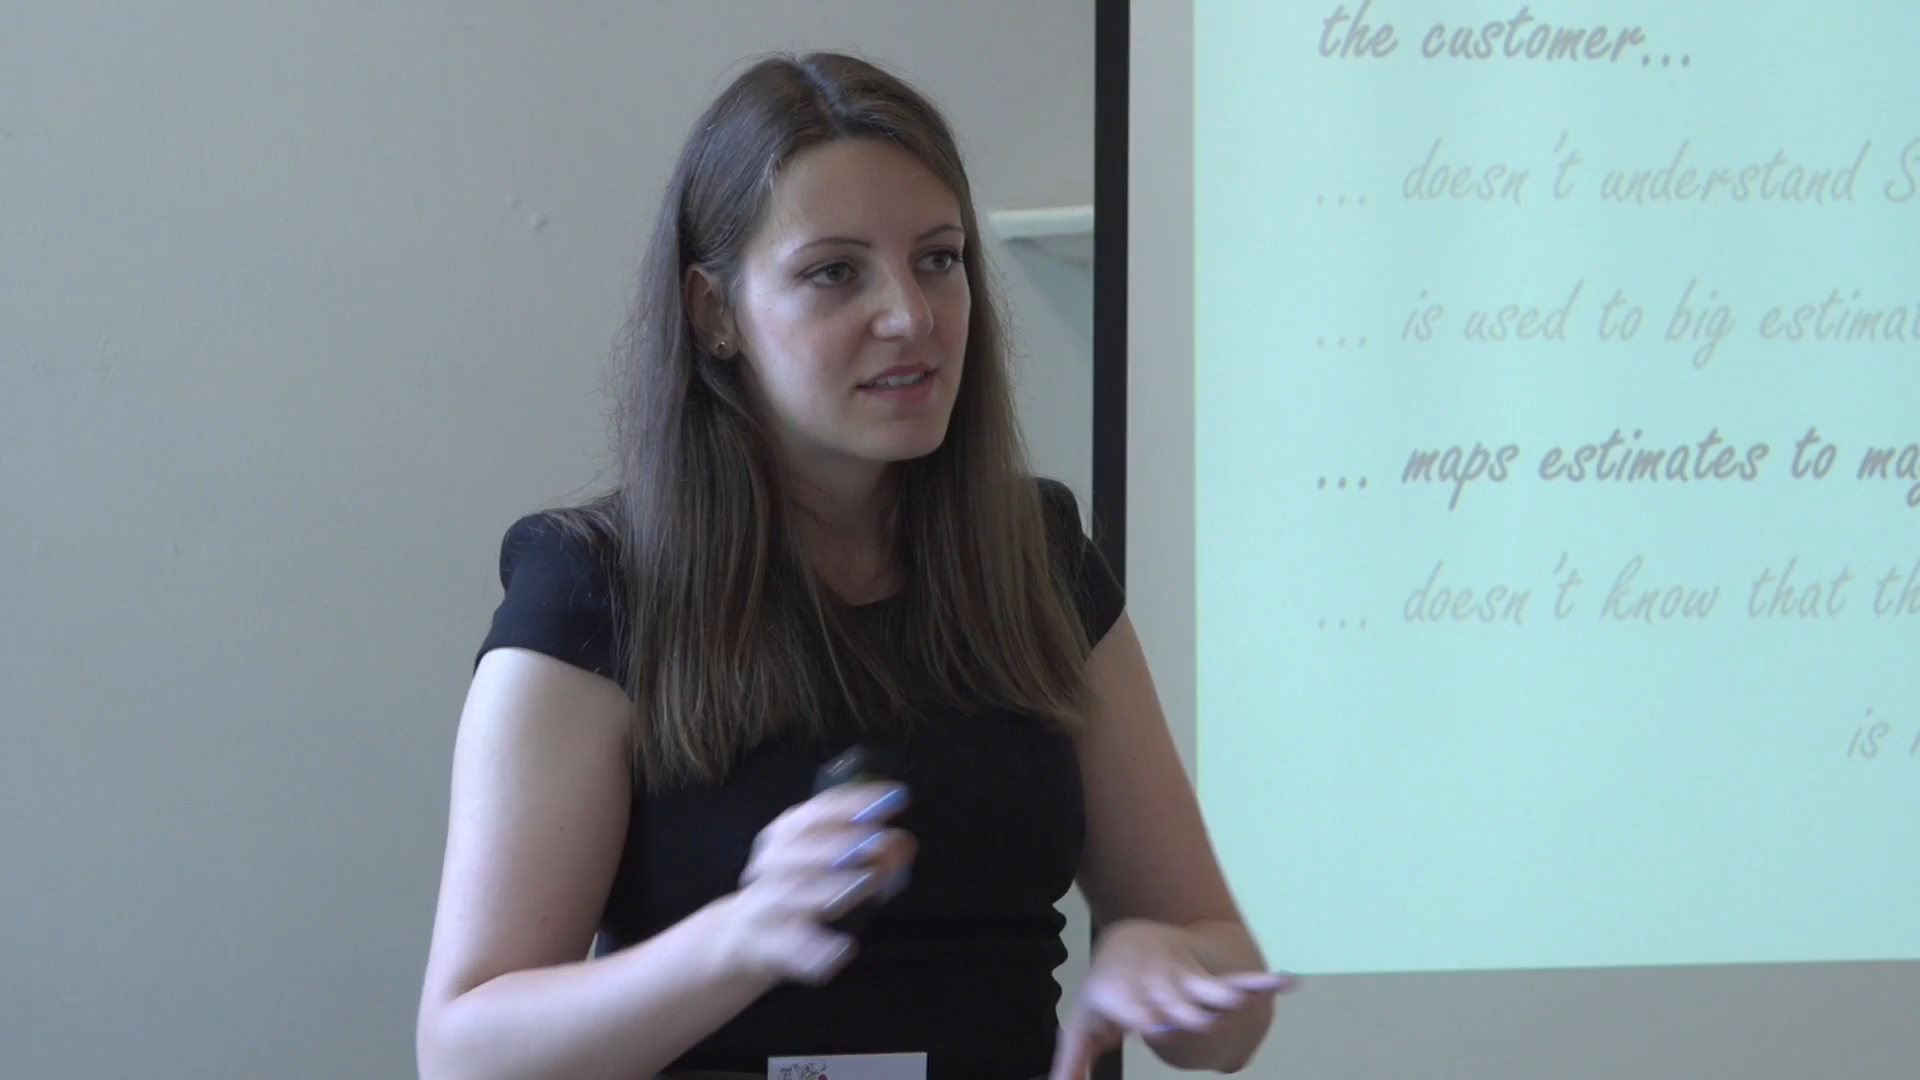 the customer...
... doesn't understand
... is used to big
... maps estimates to
... doesn't know that
is